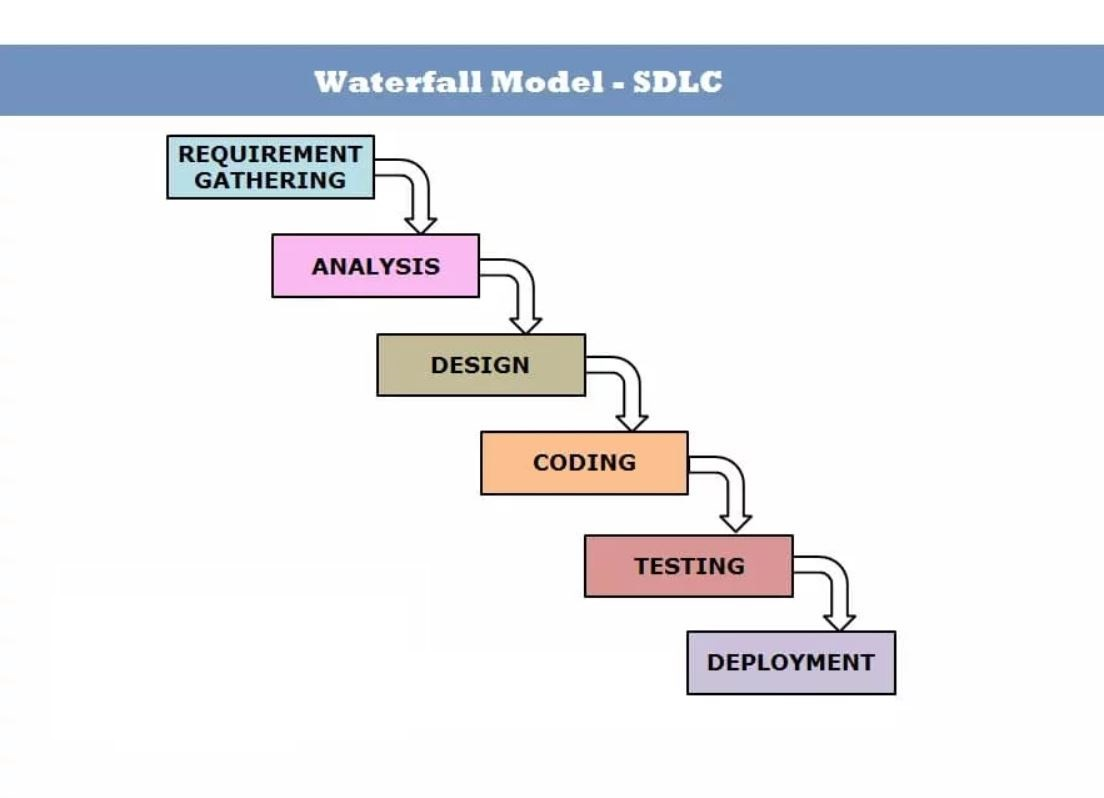 Waterfall Model - SDLC
REQUIREMENT
GATHERING
ANALYSIS
DESIGN
CODING
TESTING
DEPLOYMENT